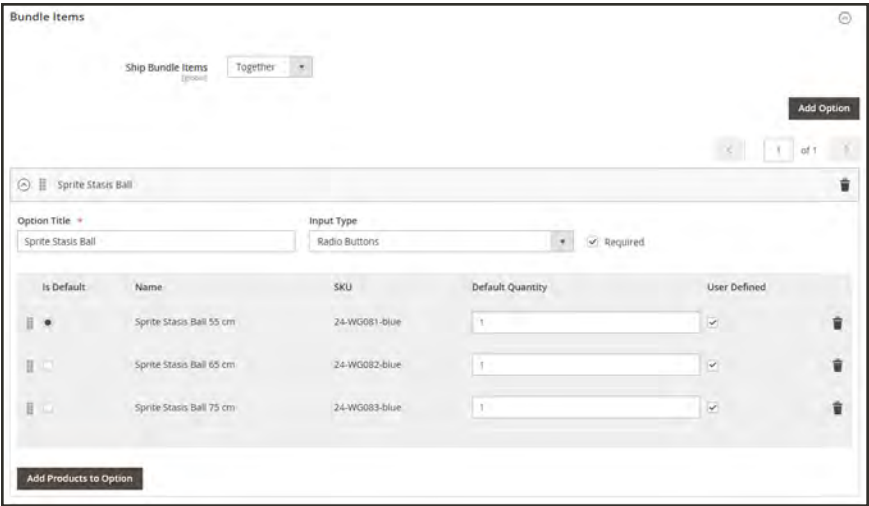 Bundle Items
Ship Bundle Items Together
[global]
Add Option
1 of 1
Sprite Stasis Ball
Option Title * Input Type
Sprite Stasis Ball Radio Buttons Required
Is Default Name SKU Default Quantity User Defined
Sprite Stasis Ball 55 cm 24-WG081-blue 1
Sprite Stasis Ball 65 cm 24-WG082-blue 1
Sprite Stasis Ball 75 cm 24-WG083-blue 1
Add Products to Option